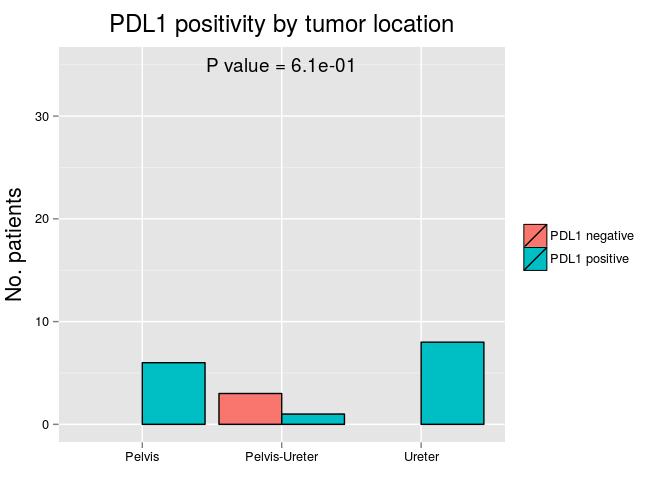 PDL1 positivity by tumor location
P value = 6.1e-01
No. patients
30
20
10
0
Pelvis
Pelvis-Ureter
Ureter
PDL1 negative
PDL1 positive